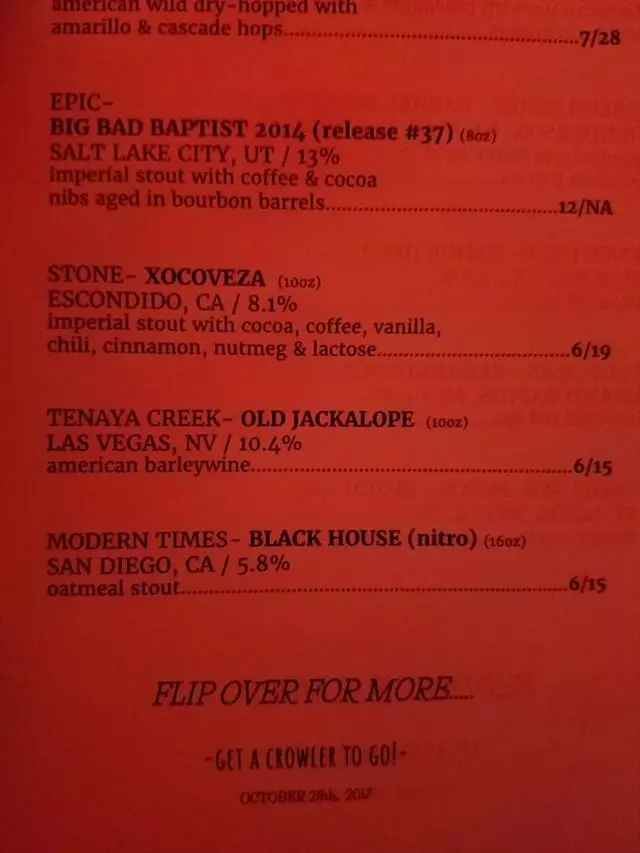 american wild dry-hopped with
amarillo & cascade hops.......................................................7/28
EPIC-
BIG BAD BAPTIST 2014 (release #37) (8oz)
SALT LAKE CITY, UT / 13%
imperial stout with coffee & cocoa
nibs aged in bourbon barrels...........................................12/NA
STONE- XOCOVEZA (10oz)
ESCONDIDO, CA / 8.1%
imperial stout with cocoa, coffee, vanilla,
chili, cinnamon, nutmeg & lactose....................................6/19
TENAYA CREEK- OLD JACKALOPE (10oz)
LAS VEGAS, NV / 10.4%
american barleywine............................................................6/15
MODERN TIMES- BLACK HOUSE (nitro) (16oz)
SAN DIEGO, CA / 5.8%
oatmeal stout........................................................................6/15
FLIP OVER FOR MORE.....
-GET A CROWLER TO GO!-
OCTOBER 28th,